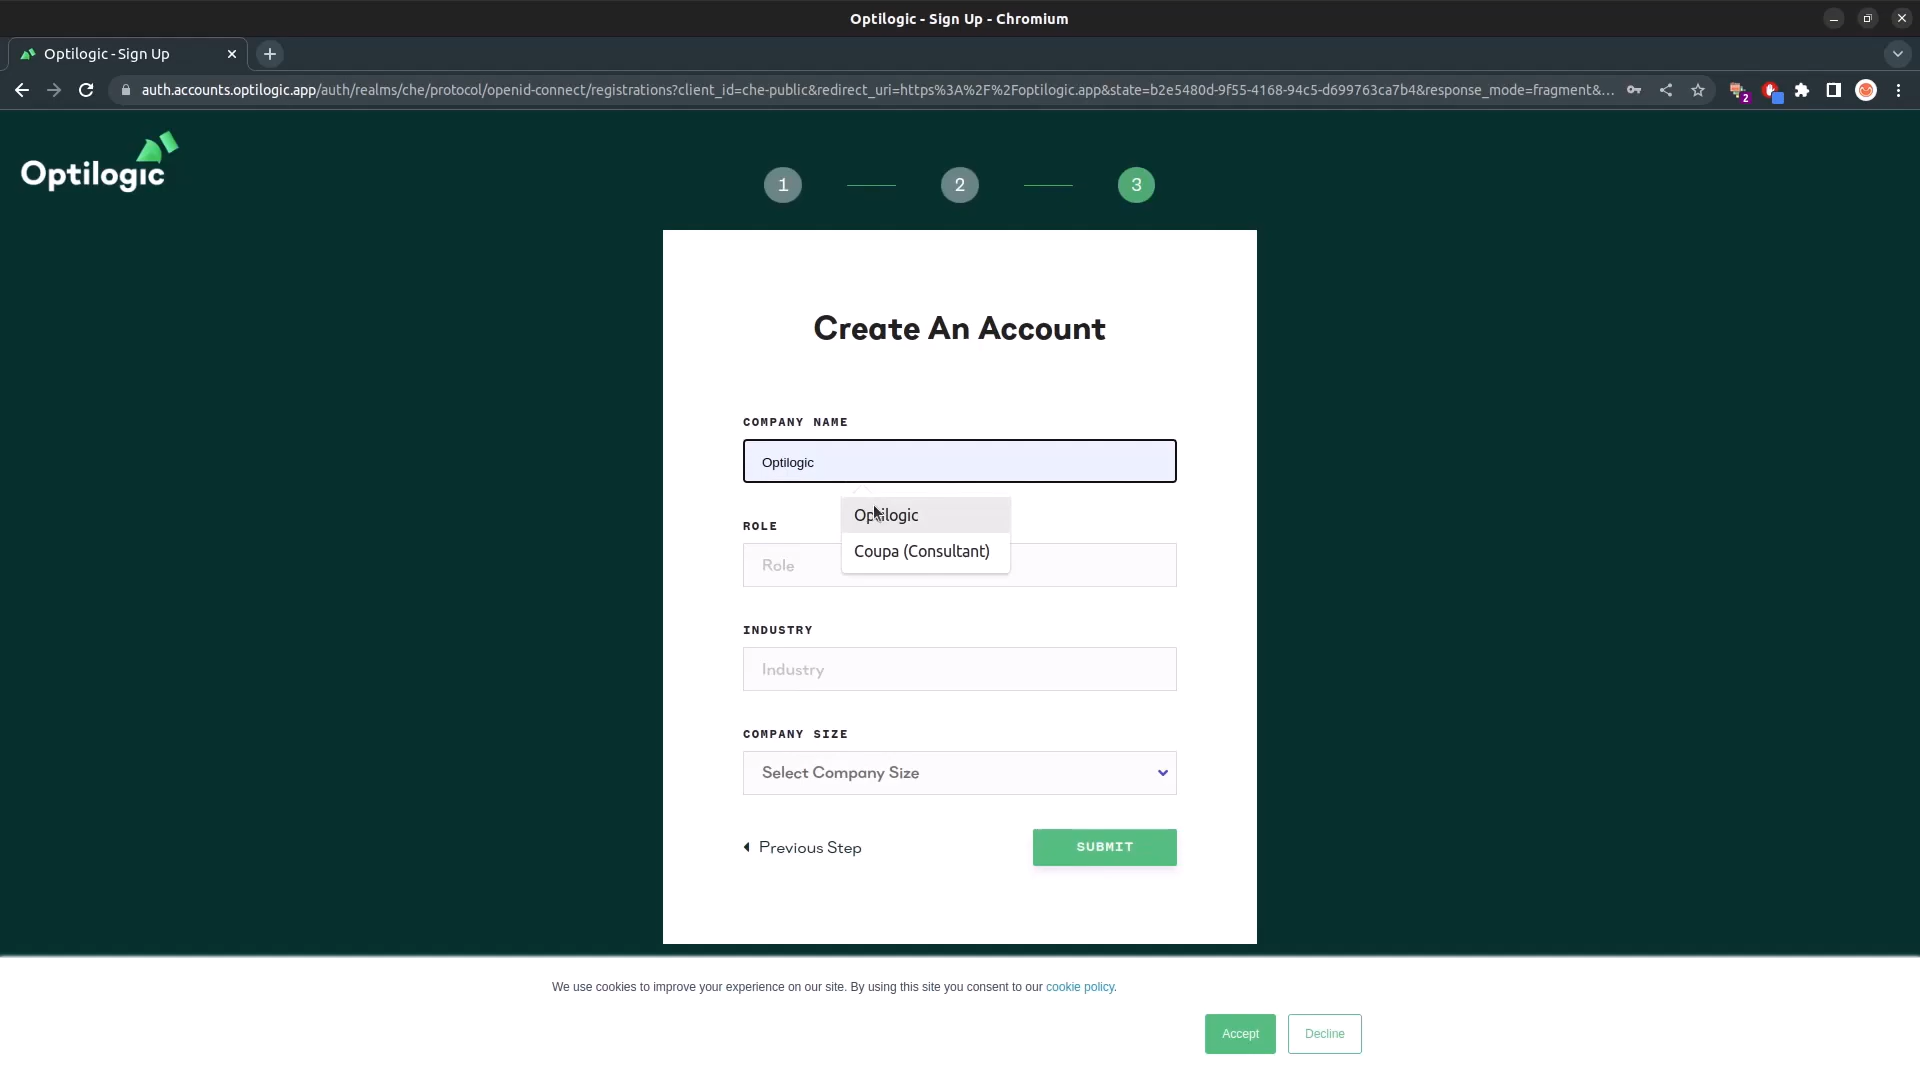 Optilogic - Sign Up - Chromium
Optilogic - Sign Up
auth.accounts.optilogic.app/auth/realms/che/protocol/openid-connect/registrations?client_id=che-public&redirect_uri=https%3A%2F%2Foptilogic.app&state=b2e5480d-9f55-4168-94c5-d699763ca7b4&response_mode=fragment&...
2
Optilogic
1 2 3
Create An Account
COMPANY NAME
Optilogic
Optilogic
ROLE
Coupa (Consultant)
Role
INDUSTRY
Industry
COMPANY SIZE
Select Company Size
Previous Step
SUBMIT
We use cookies to improve your experience on our site. By using this site you consent to our cookie policy.
Accept
Decline